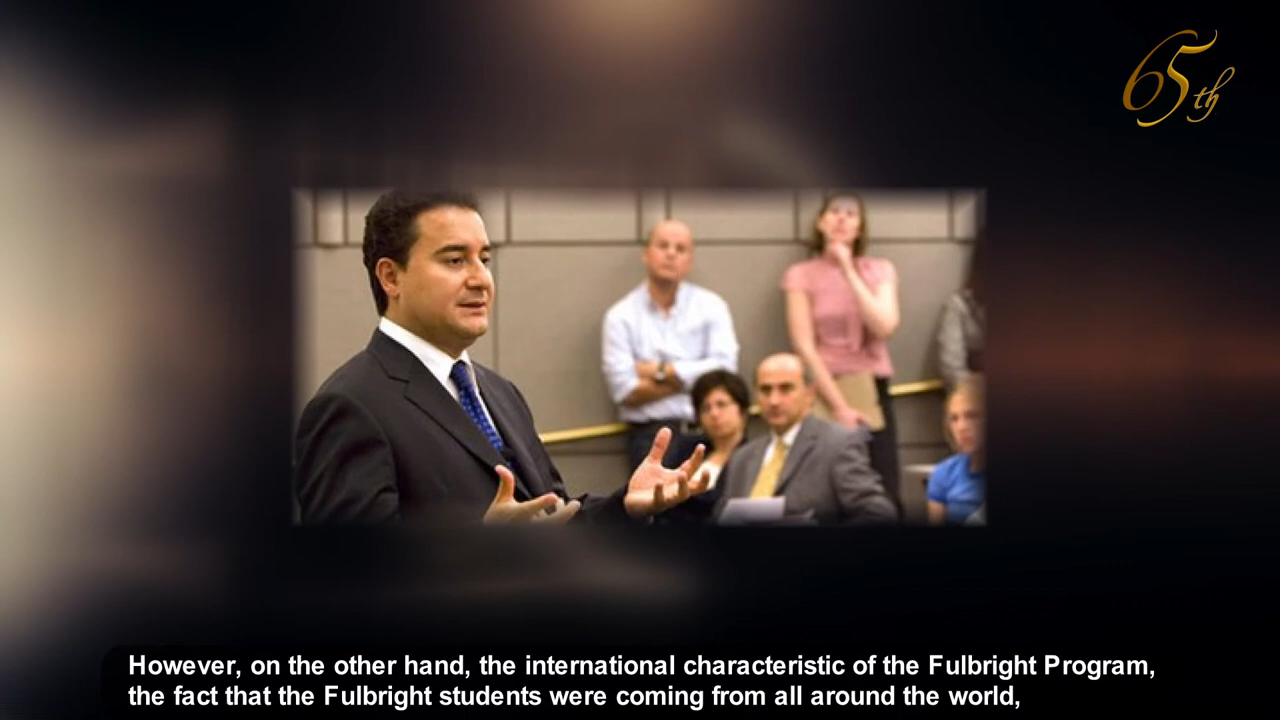 65th
However, on the other hand, the international characteristic of the Fulbright Program,
the fact that the Fulbright students were coming from all around the world,